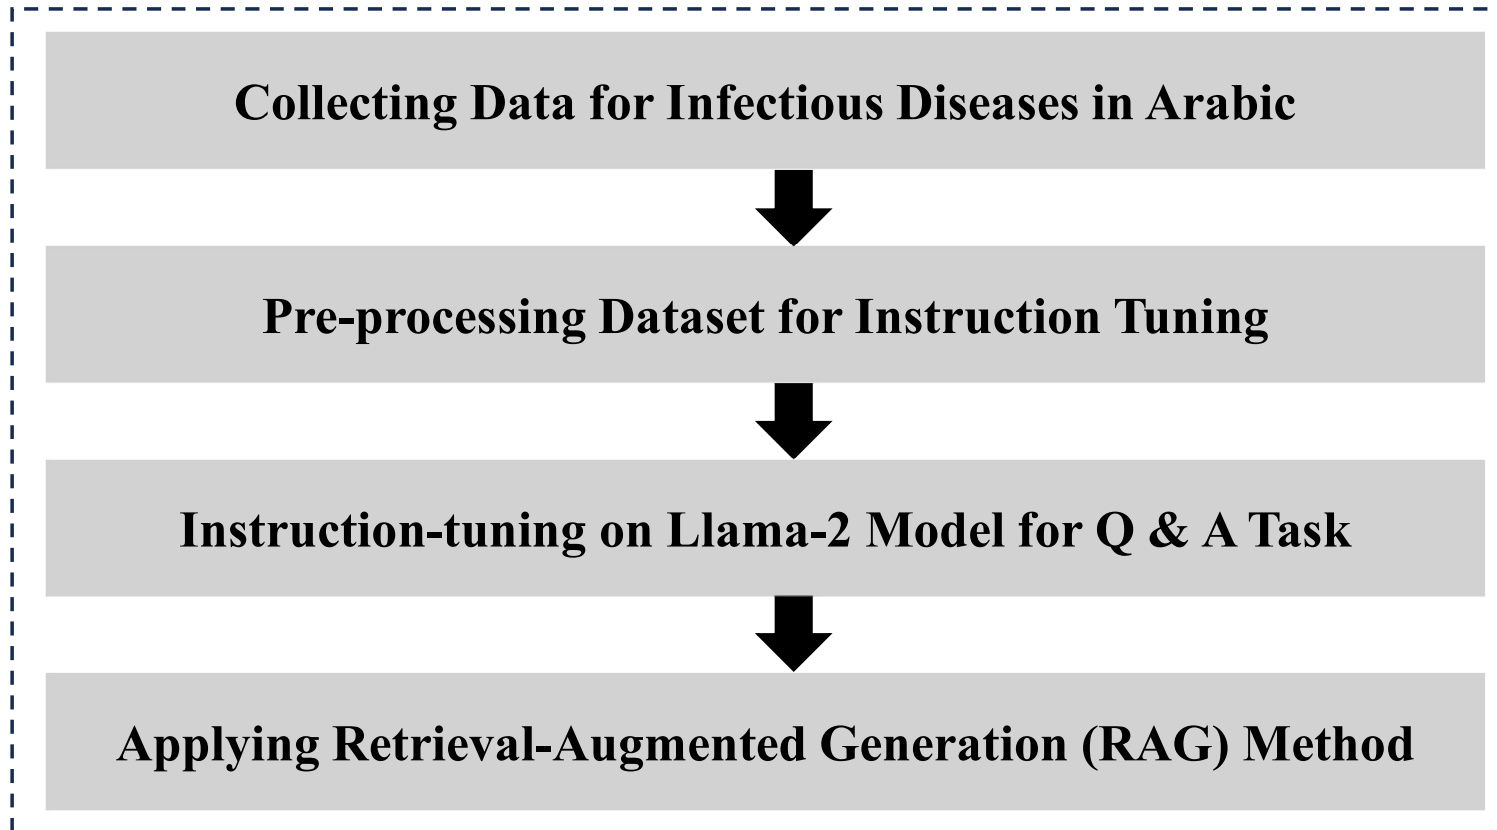 Collecting Data for Infectious Diseases in Arabic
Pre-processing Dataset for Instruction Tuning
Instruction-tuning on Llama-2 Model for Q & A Task
Applying Retrieval-Augmented Generation (RAG) Method